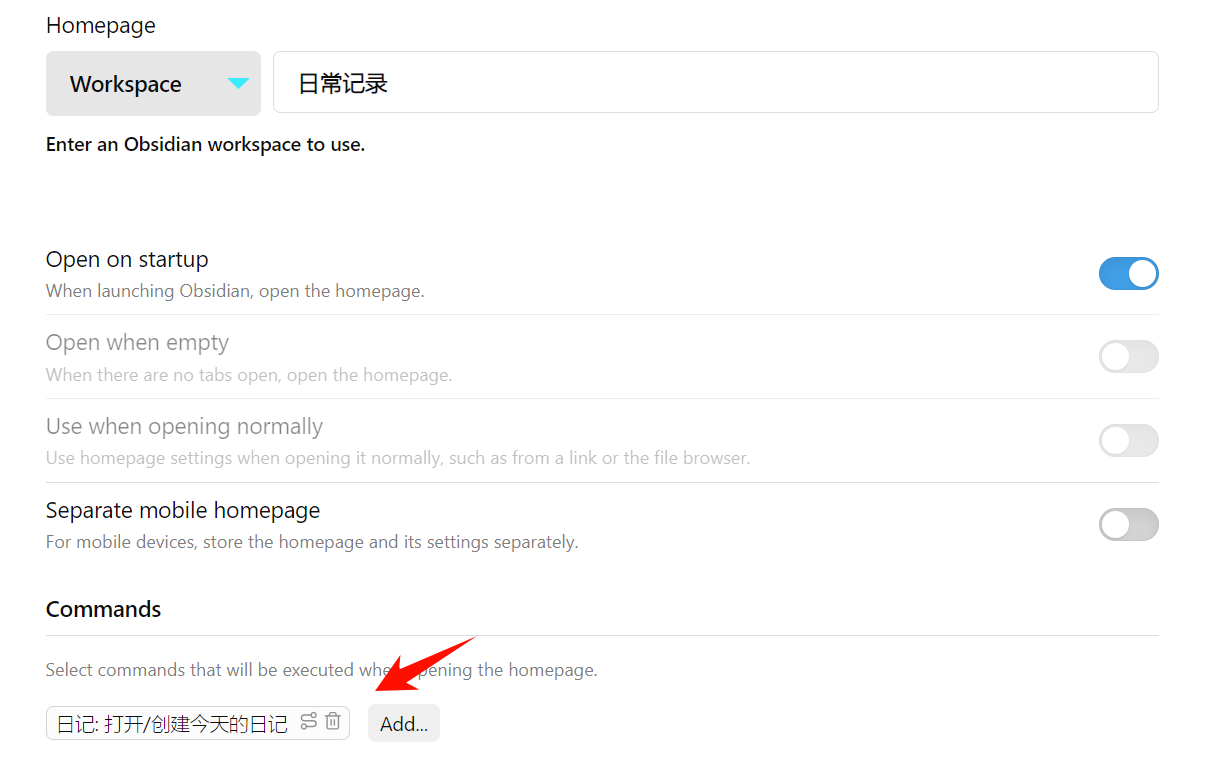 Homepage
Workspace
日常记录
Enter an Obsidian workspace to use.
Open on startup
When launching Obsidian, open the homepage.
Open when empty
When there are no tabs open, open the homepage.
Use when opening normally
Use homepage settings when opening it normally, such as from a link or the file browser.
Separate mobile homepage
For mobile devices, store the homepage and its settings separately.
Commands
Select commands that will be executed when opening the homepage.
日记: 打开/创建今天的日记
Add...